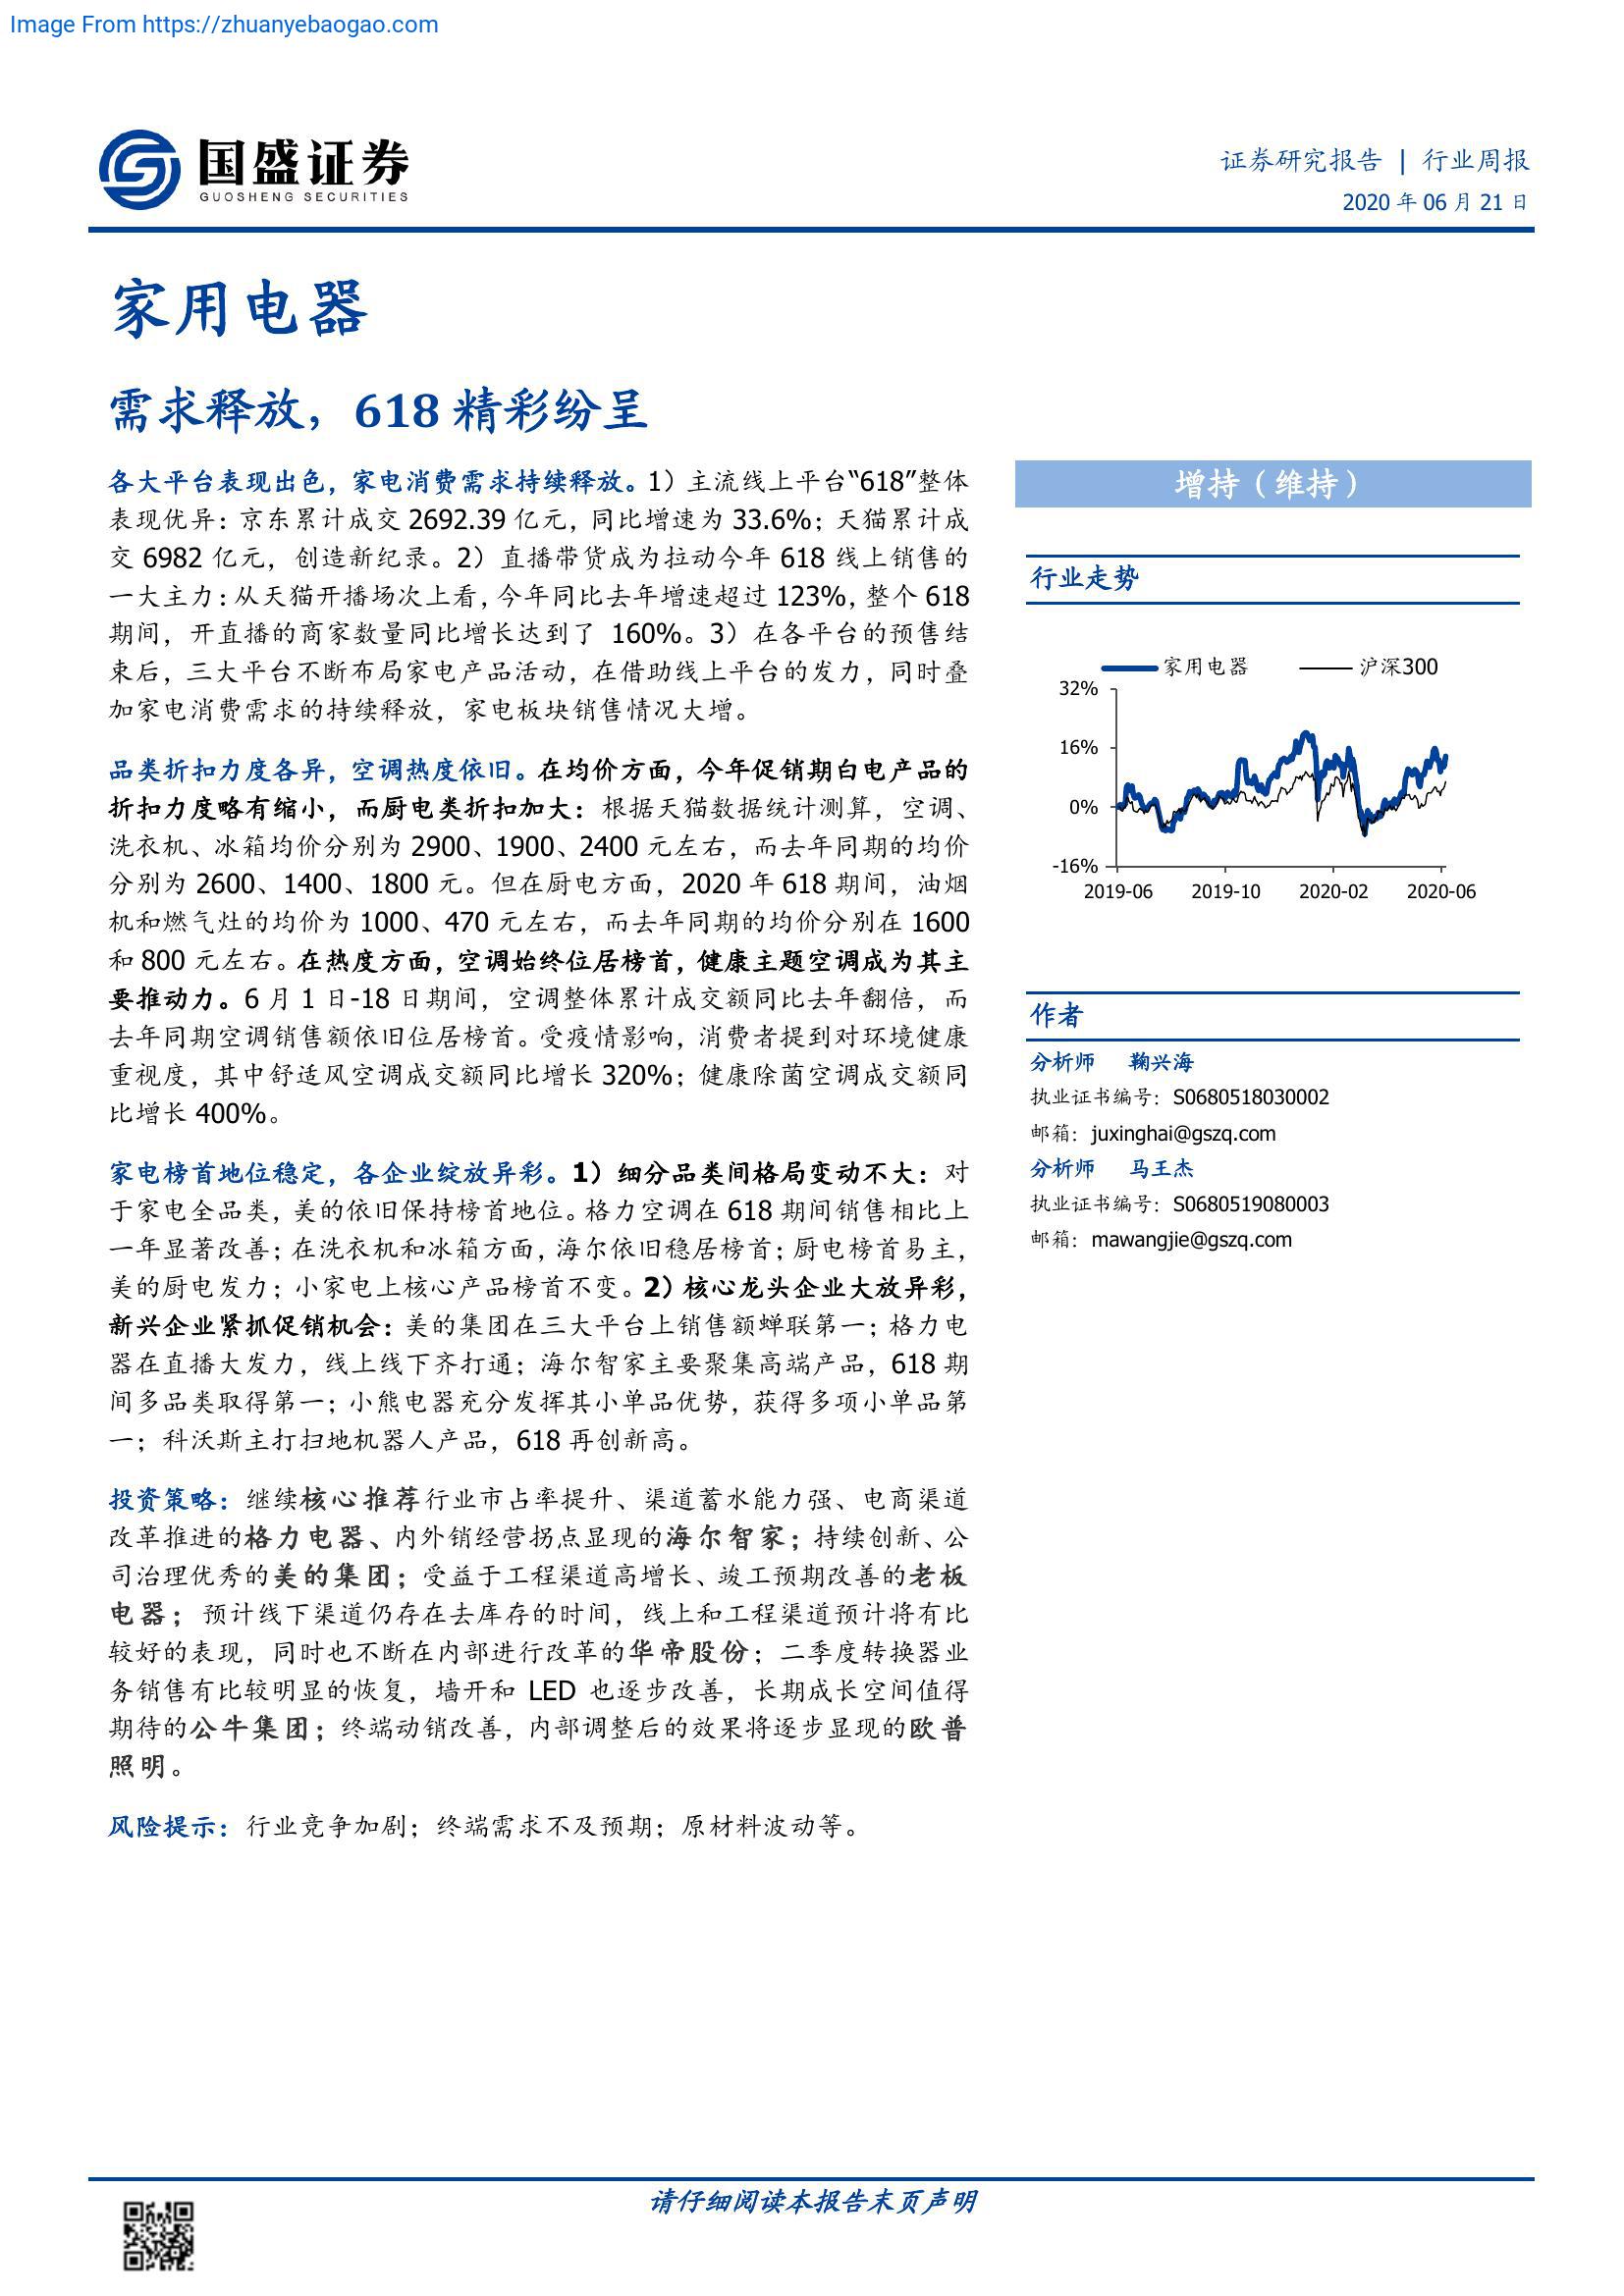 Image From https://zhuanyebaogao.com
国盛证券
GUOSHENG SECURITIES
证券研究报告 | 行业周报
2020 年 06 月 21 日
家用电器
需求释放，618 精彩纷呈
各大平台表现出色，家电消费需求持续释放。1）主流线上平台“618”整体
表现优异：京东累计成交 2692.39 亿元，同比增速为 33.6%；天猫累计成
交 6982 亿元，创造新纪录。2）直播带货成为拉动今年 618 线上销售的
一大主力：从天猫开播场次上看，今年同比去年增速超过 123%，整个 618
期间，开直播的商家数量同比增长达到了 160%。3）在各平台的预售结
束后，三大平台不断布局家电产品活动，在借助线上平台的发力，同时叠
加家电消费需求的持续释放，家电板块销售情况大增。
品类折扣力度各异，空调热度依旧。在均价方面，今年促销期白电产品的
折扣力度略有缩小，而厨电类折扣加大：根据天猫数据统计测算，空调、
洗衣机、冰箱均价分别为 2900、1900、2400 元左右，而去年同期的均价
分别为 2600、1400、1800 元。但在厨电方面，2020 年 618 期间，油烟
机和燃气灶的均价为 1000、470 元左右，而去年同期的均价分别在 1600
和 800 元左右。在热度方面，空调始终位居榜首，健康主题空调成为其主
要推动力。6 月 1 日-18 日期间，空调整体累计成交额同比去年翻倍，而
去年同期空调销售额依旧位居榜首。受疫情影响，消费者提到对环境健康
重视度，其中舒适风空调成交额同比增长 320%；健康除菌空调成交额同
比增长 400%。
家电榜首地位稳定，各企业绽放异彩。1）细分品类间格局变动不大：对
于家电全品类，美的依旧保持榜首地位。格力空调在 618 期间销售相比上
一年显著改善；在洗衣机和冰箱方面，海尔依旧稳居榜首；厨电榜首易主，
美的厨电发力；小家电上核心产品榜首不变。2）核心龙头企业大放异彩，
新兴企业紧抓促销机会：美的集团在三大平台上销售额蝉联第一；格力电
器在直播大发力，线上线下齐打通；海尔智家主要聚集高端产品，618 期
间多品类取得第一；小熊电器充分发挥其小单品优势，获得多项小单品第
一；科沃斯主打扫地机器人产品，618 再创新高。
投资策略：继续核心推荐行业市占率提升、渠道蓄水能力强、电商渠道
改革推进的格力电器、内外销经营拐点显现的海尔智家；持续创新、公
司治理优秀的美的集团；受益于工程渠道高增长、竣工预期改善的老板
电器；预计线下渠道仍存在去库存的时间，线上和工程渠道预计将有比
较好的表现，同时也不断在内部进行改革的华帝股份；二季度转换器业
务销售有比较明显的恢复，墙开和 LED 也逐步改善，长期成长空间值得
期待的公牛集团；终端动销改善，内部调整后的效果将逐步显现的欧普
照明。
风险提示：行业竞争加剧；终端需求不及预期；原材料波动等。
增持（维持）
行业走势
家用电器 沪深300
32%
16%
0%
-16%
2019-06 2019-10 2020-02 2020-06
作者
分析师 鞠兴海
执业证书编号：S0680518030002
邮箱：juxinghai@gszq.com
分析师 马王杰
执业证书编号：S0680519080003
邮箱：mawangjie@gszq.com
请仔细阅读本报告末页声明